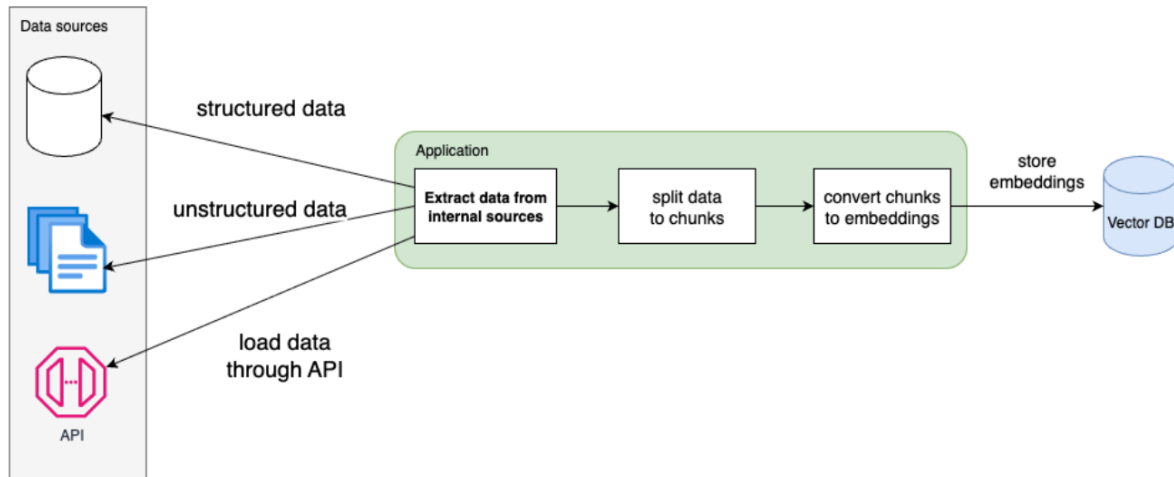 Data sources
structured data
unstructured data
load data
through API
API
Application
Extract data from
internal sources
split data
to chunks
convert chunks
to embeddings
store
embeddings
Vector DB